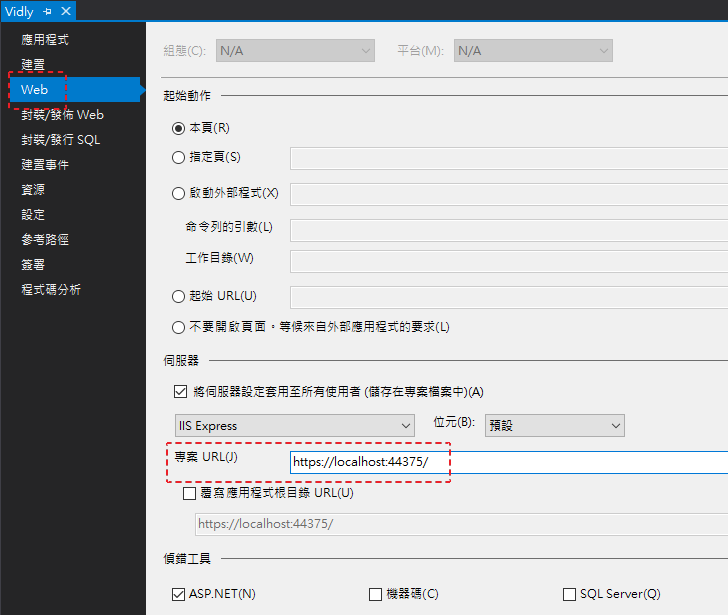 Vidly
應用程式
建置
Web
封裝/發佈 Web
封裝/發行 SQL
建置事件
資源
設定
參考路徑
簽署
程式碼分析
組態(C): N/A 平台(M): N/A
起始動作
本頁(R)
指定頁(S)
啟動外部程式(X)
命令列的引數(L)
工作目錄(W)
起始 URL(U)
不要開啟頁面。等候來自外部應用程式的要求(L)
伺服器
將伺服器設定套用至所有使用者 (儲存在專案檔案中)(A)
IIS Express 位元(B): 預設
專案 URL(J) https://localhost:44375/
覆寫應用程式根目錄 URL(U)
https://localhost:44375/
偵錯工具
ASP.NET(N) 機器碼(C) SQL Server(Q)